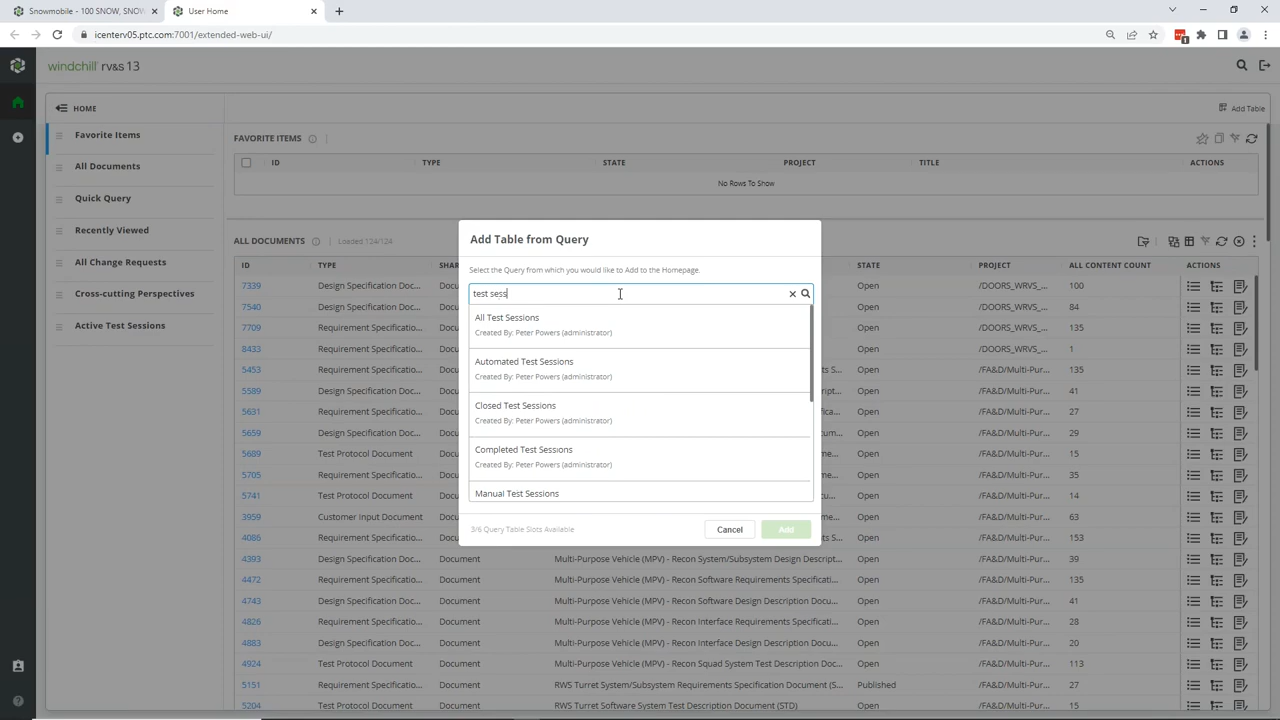 Snowmobile - 100 SNOW, SNOW
User Home
icenterv05.ptc.com:7001/extended-web-ui/
windchill rv&s 13
HOME
Add Table
Favorite Items
All Documents
Quick Query
Recently Viewed
All Change Requests
Cross-cutting Perspectives
Active Test Sessions
FAVORITE ITEMS
ID TYPE STATE PROJECT TITLE ACTIONS
No Rows To Show
ALL DOCUMENTS Loaded 124/124
ID TYPE SHAR STATE PROJECT ALL CONTENT COUNT ACTIONS
7339 Design Specification Doc... Docum Open /DOORS_WRVS_... 100
7540 Design Specification Doc... Docum Open /DOORS_WRVS_... 84
7709 Requirement Specificatio... Docum Open /DOORS_WRVS_... 135
8433 Requirement Specificatio... Docum Open /DOORS_WRVS_... 1
5453 Requirement Specificatio... Docum s S... Open /FA&D/Multi-Pur... 135
5589 Design Specification Doc... Docum ript... Open /FA&D/Multi-Pur... 41
5631 Requirement Specificatio... Docum Open /FA&D/Multi-Pur... 27
5659 Design Specification Doc... Docum Open /FA&D/Multi-Pur... 29
5689 Test Protocol Document Docum Open /FA&D/Multi-Pur... 15
5705 Requirement Specificatio... Docum Open /FA&D/Multi-Pur... 35
5741 Test Protocol Document Docum Open /FA&D/Multi-Pur... 14
3959 Customer Input Document Docum Open /FA&D/Multi-Pur... 63
4086 Requirement Specificatio... Docum Open /FA&D/Multi-Pur... 153
4393 Design Specification Doc... Document Multi-Purpose Vehicle (MPV) - Recon System/Subsystem Design Descript... Open /FA&D/Multi-Pur... 39
4472 Requirement Specificatio... Document Multi-Purpose Vehicle (MPV) - Recon Software Requirements Specificati... Open /FA&D/Multi-Pur... 135
4743 Design Specification Doc... Document Multi-Purpose Vehicle (MPV) - Recon Software Design Description Docu... Open /FA&D/Multi-Pur... 41
4826 Requirement Specificatio... Document Multi-Purpose Vehicle (MPV) - Recon Interface Requirements Specificati... Open /FA&D/Multi-Pur... 28
4883 Design Specification Doc... Document Multi-Purpose Vehicle (MPV) - Recon Interface Design Description Docu... Open /FA&D/Multi-Pur... 20
4924 Test Protocol Document Document Multi-Purpose Vehicle (MPV) - Recon Squad System Test Description Doc... Open /FA&D/Multi-Pur... 113
5151 Requirement Specificatio... Document RWS Turret System/Subsystem Requirements Specification Document (S... Published /FA&D/Multi-Pur... 27
5204 Test Protocol Document Document RWS Turret Software System Test Description Document (STD) Open /FA&D/Multi-Pur... 15
Add Table from Query
Select the Query from which you would like to Add to the Homepage.
test sess
All Test Sessions
Created By: Peter Powers (administrator)
Automated Test Sessions
Created By: Peter Powers (administrator)
Closed Test Sessions
Created By: Peter Powers (administrator)
Completed Test Sessions
Created By: Peter Powers (administrator)
Manual Test Sessions
3/6 Query Table Slots Available
Cancel
Add